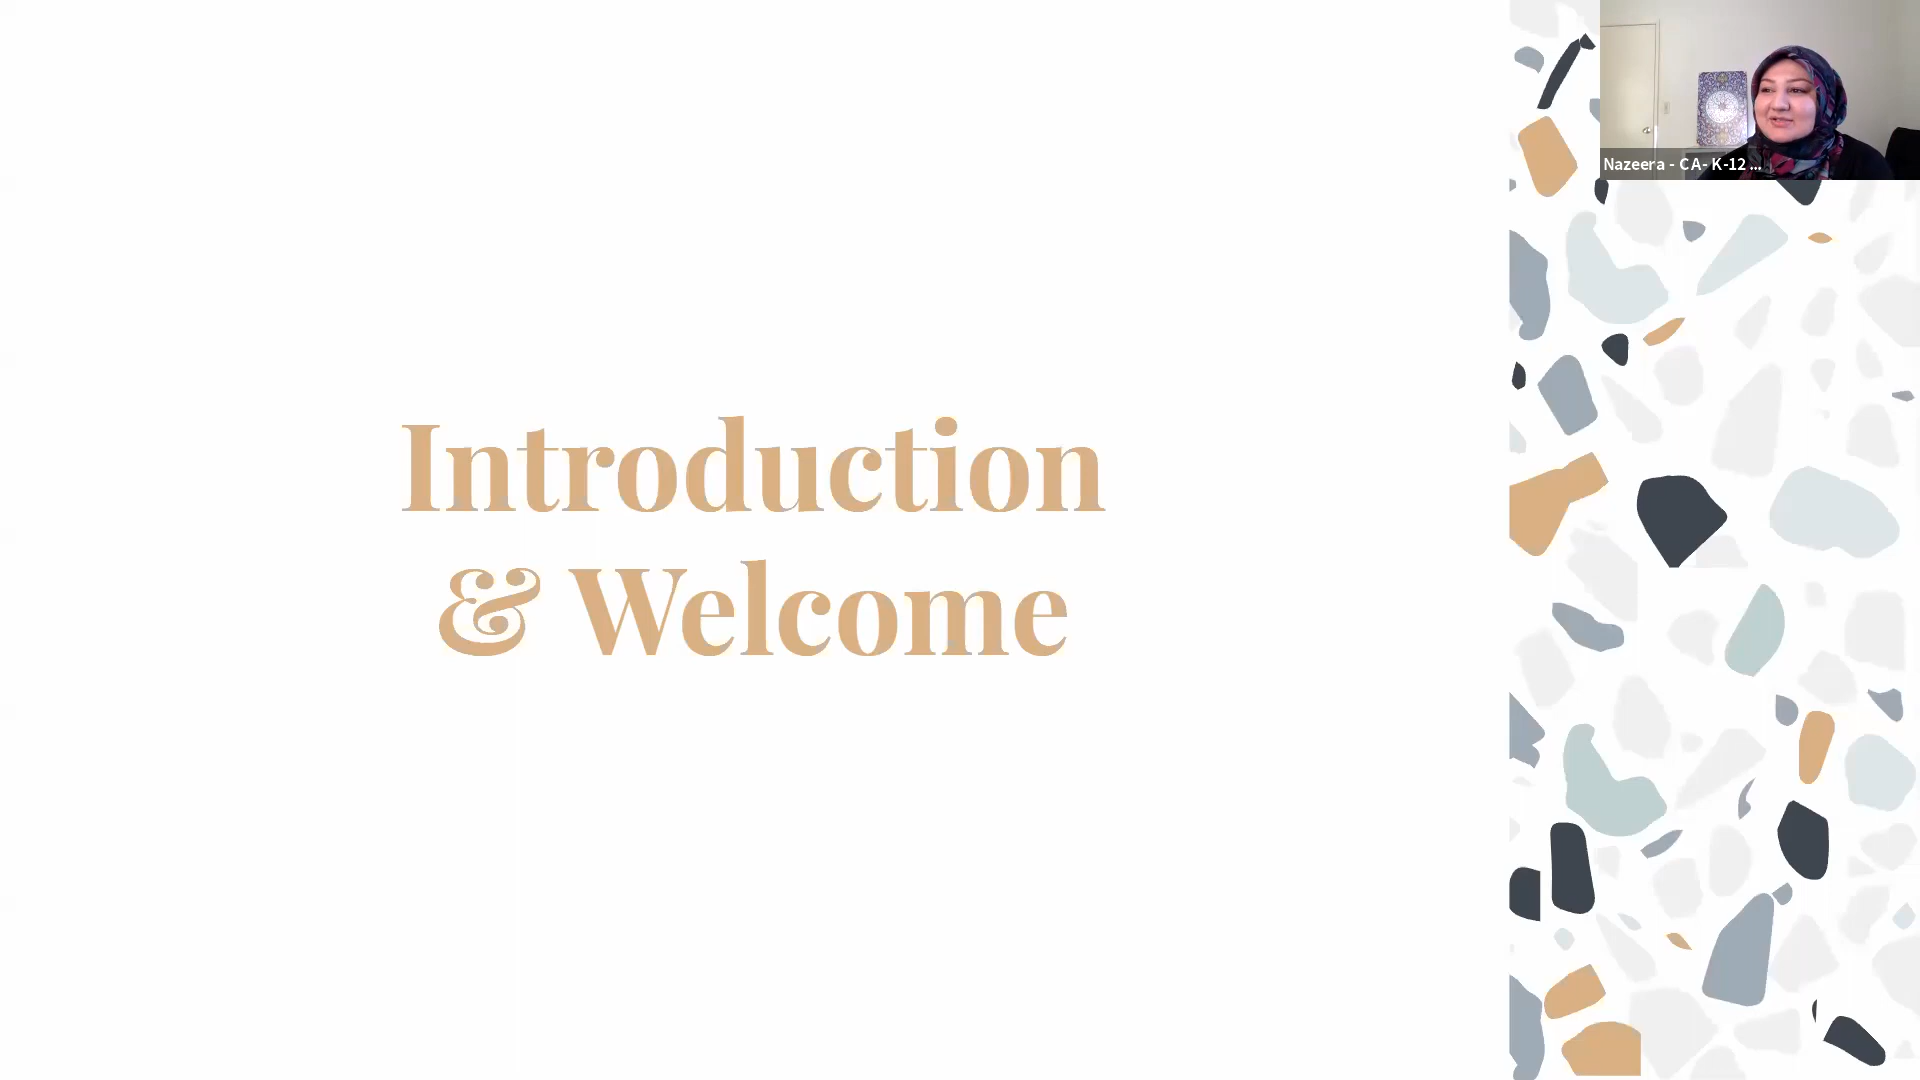 Introduction
& Welcome
Nazeera - CA- K-12 ...